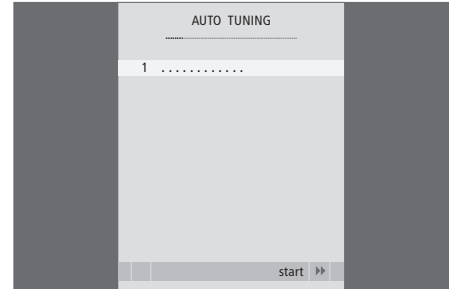 AUTO TUNING
1 . . . . . . . . . . . .
start